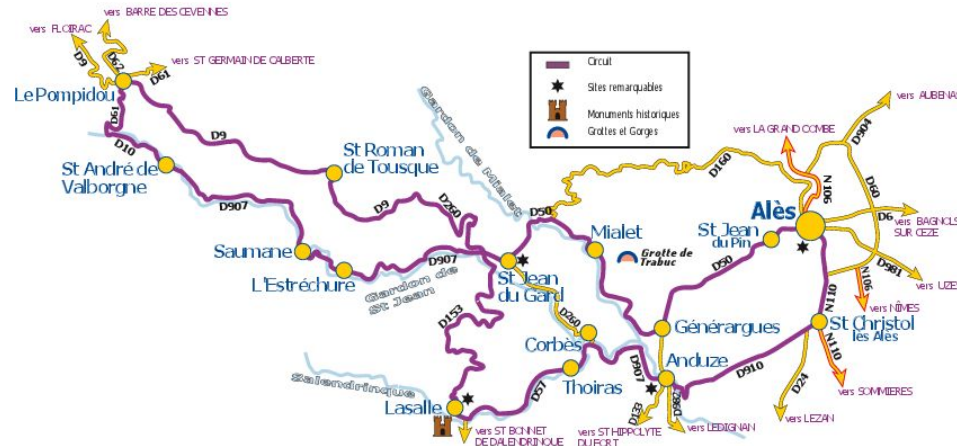 vers BARRE DES CEVENNES
vers FLOIRAC
D9
D62
D61
vers ST GERMAIN DE CALBERTE
Le Pompidou
D61
D10
D9
St André de
Valborgne
D907
St Roman
de Tousque
D9
D260
Saumane
L'Estréchure
D907
Gardon de
St Jean
Gardon de Mialet
D50
D160
Circuit
Sites remarquables
Monuments historiques
Grottes et Gorges
vers AUBENAS
vers LA GRAND COMBE
D904
N106
D60
Alès
D6
vers BAGNOLS
SUR CEZE
St Jean
du Pin
D981
vers UZES
N106
vers NÎMES
Mialet
Grotte de
Trabuc
D50
N110
St Jean
du Gard
D260
D153
Corbès
Générargues
St Christol
lès Alès
N110
vers SOMMIERES
Anduze
D907
D910
D24
vers LEZAN
Thoiras
D57
Salendrinque
Lasalle
vers ST BONNET
DE DALENDRINQUE
D133
D982
vers ST HIPPOLYTE
DU FORT
vers LEDIGNAN